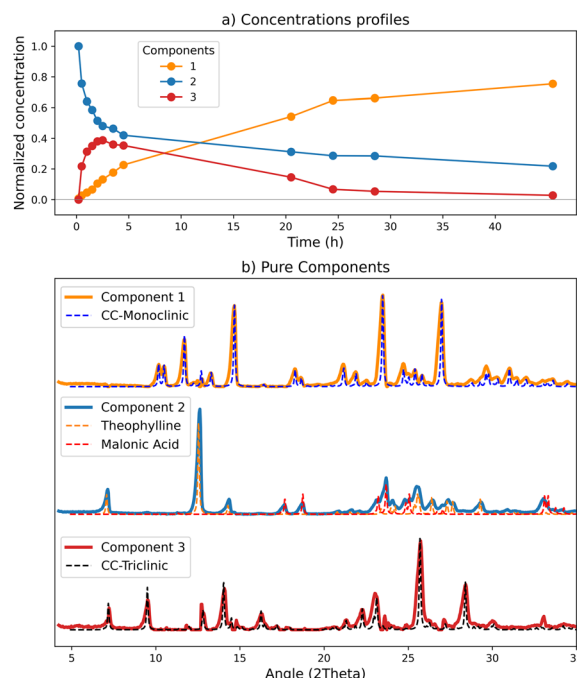 a) Concentrations profiles
Normalized concentration
1.0
0.8
0.6
0.4
0.2
0.0
Components
1
2
3
0 5 10 15 20 25 30 35 40
Time (h)
b) Pure Components
Component 1
CC-Monoclinic
Component 2
Theophylline
Malonic Acid
Component 3
CC-Triclinic
5 10 15 20 25 30 35
Angle (2Theta)